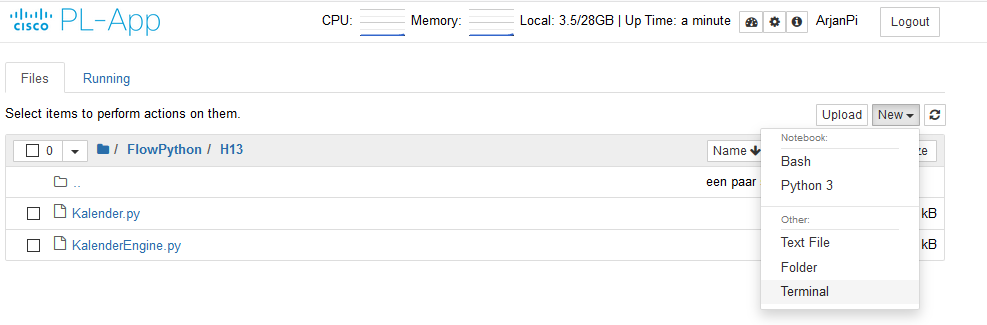 CISCO PL-App CPU: Memory: Local: 3.5/28GB | Up Time: a minute ArjanPi Logout
Files Running
Select items to perform actions on them. Upload New
0 / FlowPython / H13 Name ze
Notebook:
Bash
.. een paar
Python 3
Kalender.py kB
Other:
Text File
KalenderEngine.py kB
Folder
Terminal